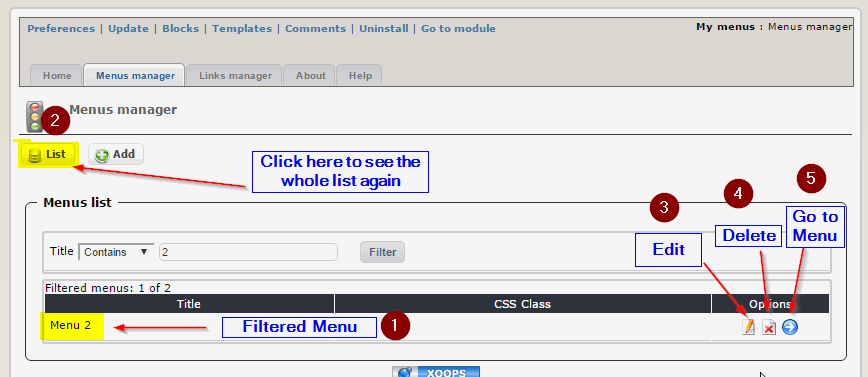 Preferences | Update | Blocks | Templates | Comments | Uninstall | Go to module
My menus : Menus manager
Home
Menus manager
Links manager
About
Help
2
Menus manager
List
Add
Click here to see the
whole list again
3
4
5
Edit
Delete
Go to
Menu
Menus list
Title
Contains
2
Filter
Filtered menus: 1 of 2
Title
CSS Class
Options
Menu 2
Filtered Menu
1
XOOPS